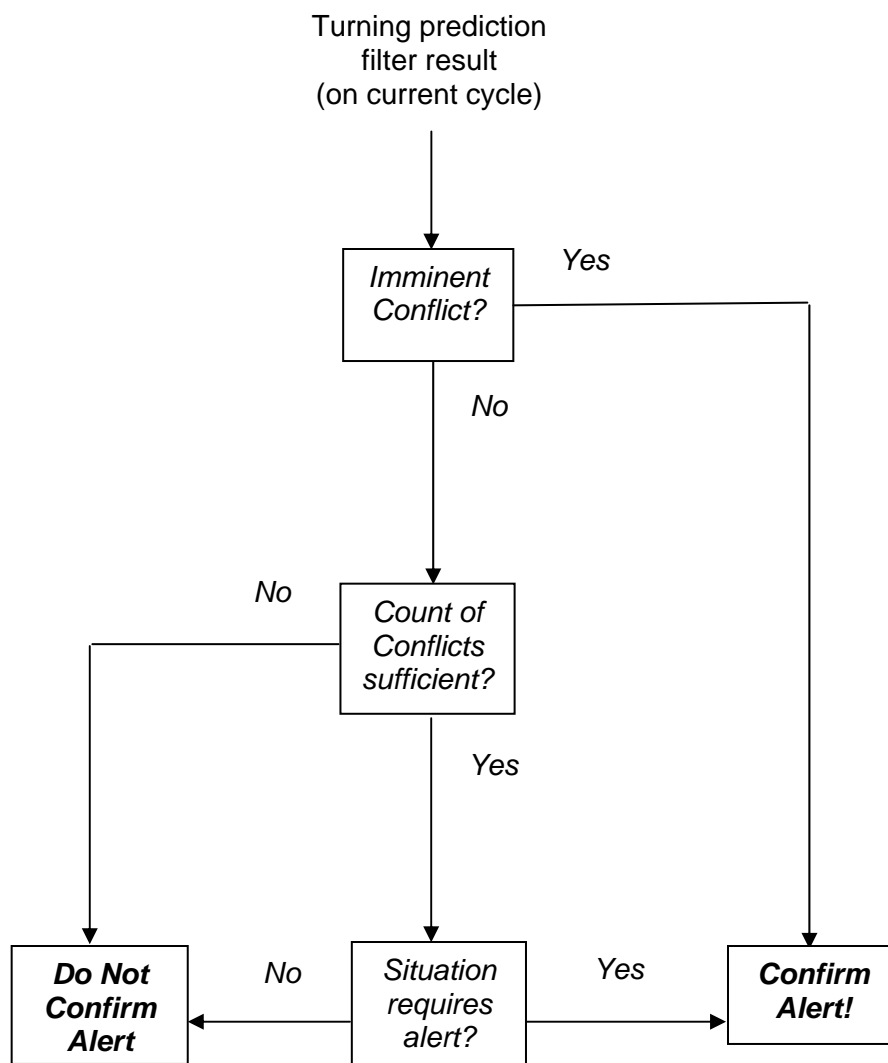 Turning prediction
filter result
(on current cycle)
Imminent
Conflict?
Yes
No
No
Count of
Conflicts
sufficient?
Yes
Do Not
Confirm
Alert
No
Situation
requires
alert?
Yes
Confirm
Alert!